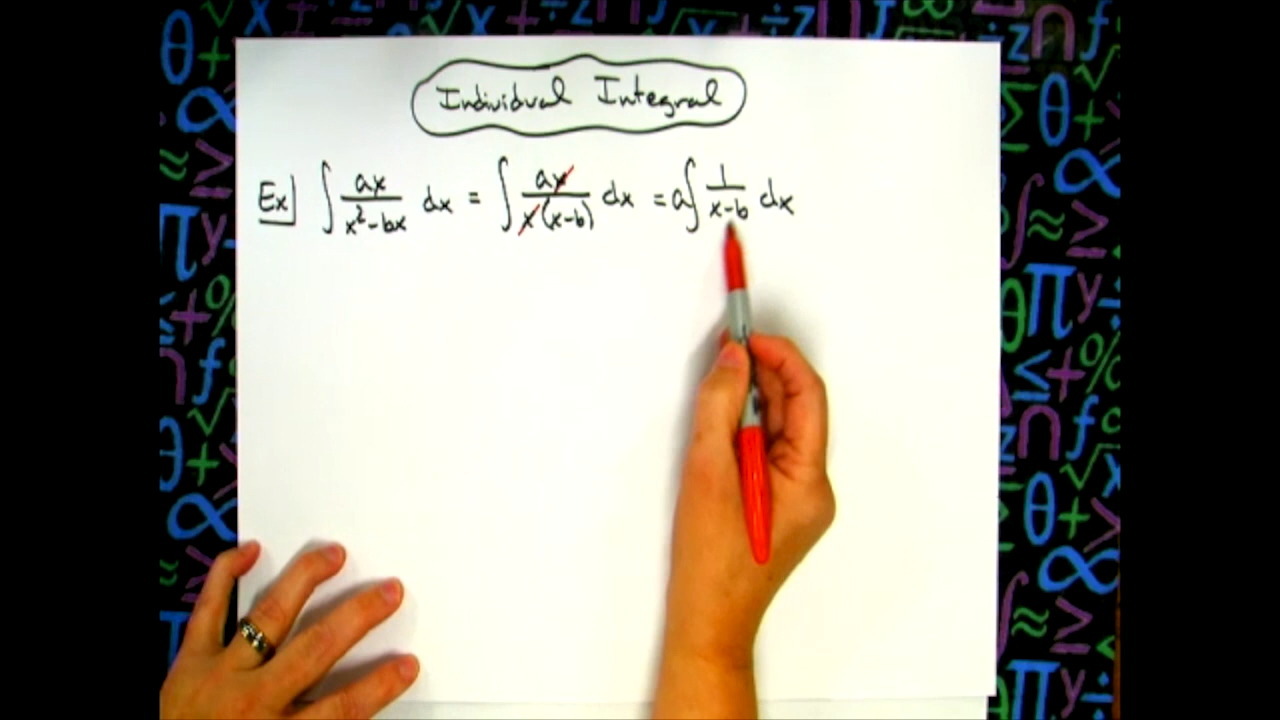 Individual Integral
Ex] ∫ ax/(x²-bx) dx = ∫ ax/(x(x-b)) dx = a∫ 1/(x-b) dx